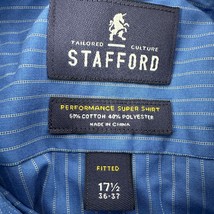 TAILORED CULTURE
STAFFORD
PERFORMANCE SUPER SHIRT
60% COTTON 40% POLYESTER
MADE IN CHINA
FITTED
17½
36-37